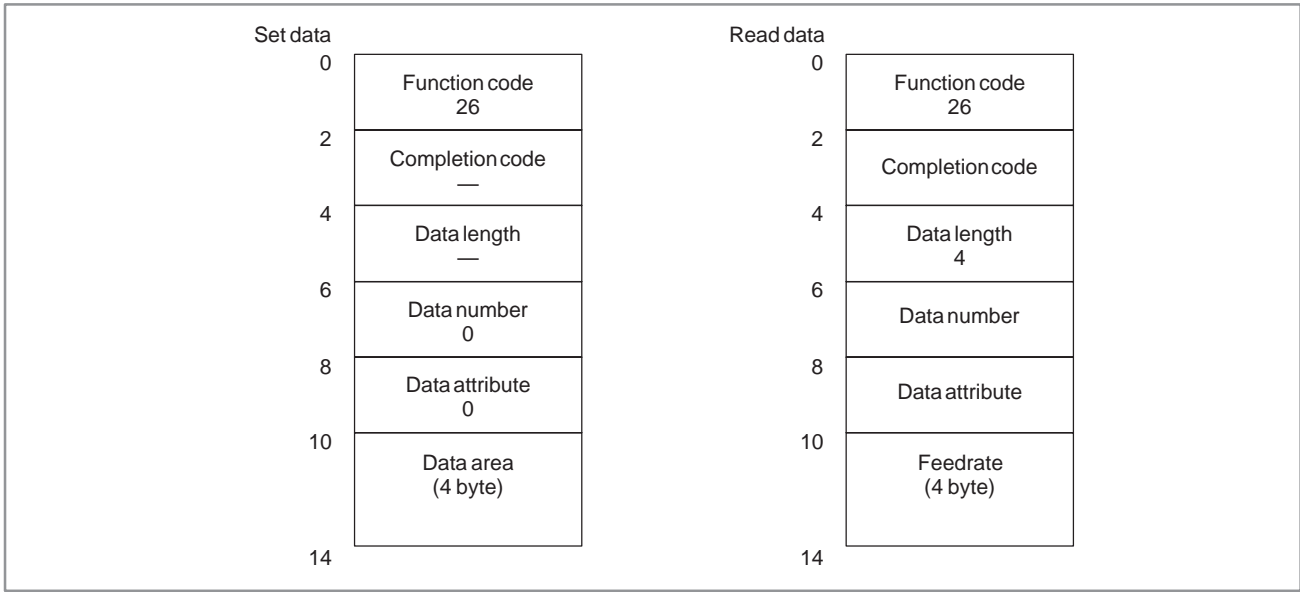 Set data
0
Function code
26
2
Completion code
—
4
Data length
—
6
Data number
0
8
Data attribute
0
10
Data area
(4 byte)
14
Read data
0
Function code
26
2
Completion code
4
Data length
4
6
Data number
8
Data attribute
10
Feedrate
(4 byte)
14